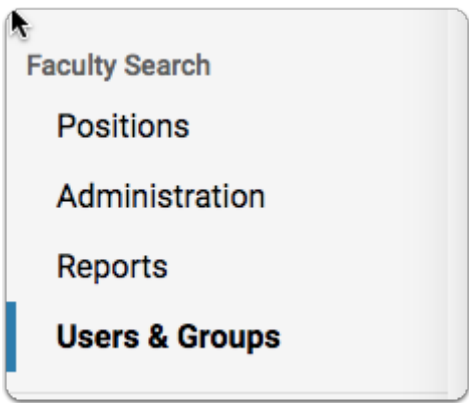 Faculty Search
Positions
Administration
Reports
Users & Groups